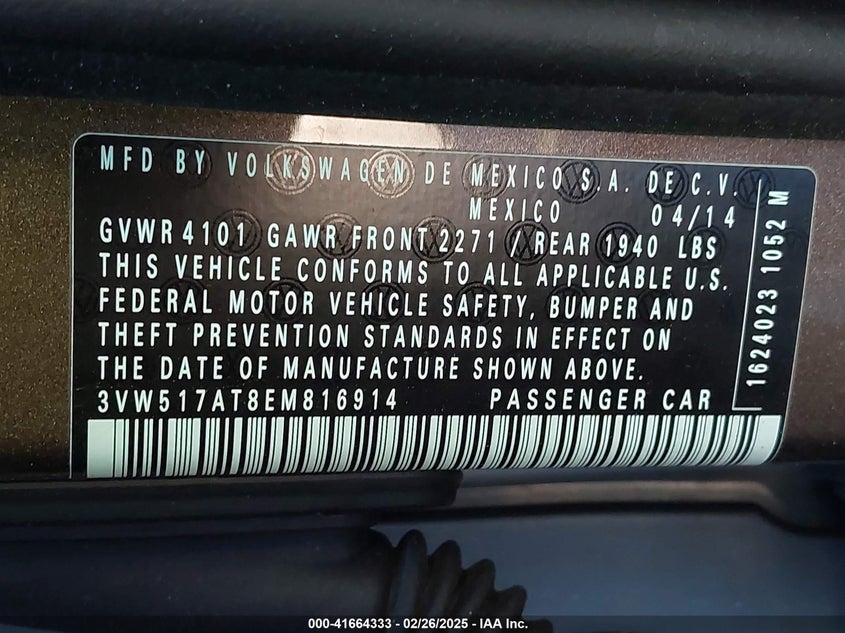 MFD BY VOLKSWAGEN DE MEXICO S.A. DE C.V.
MEXICO 04/14
GVWR 4101 GAWR FRONT 2271 / REAR 1940 LBS
THIS VEHICLE CONFORMS TO ALL APPLICABLE U.S.
FEDERAL MOTOR VEHICLE SAFETY, BUMPER AND
THEFT PREVENTION STANDARDS IN EFFECT ON
THE DATE OF MANUFACTURE SHOWN ABOVE.
3VW517AT8EM816914 PASSENGER CAR
1624023 1052 M
000-41664333 - 02/26/2025 - IAA Inc.